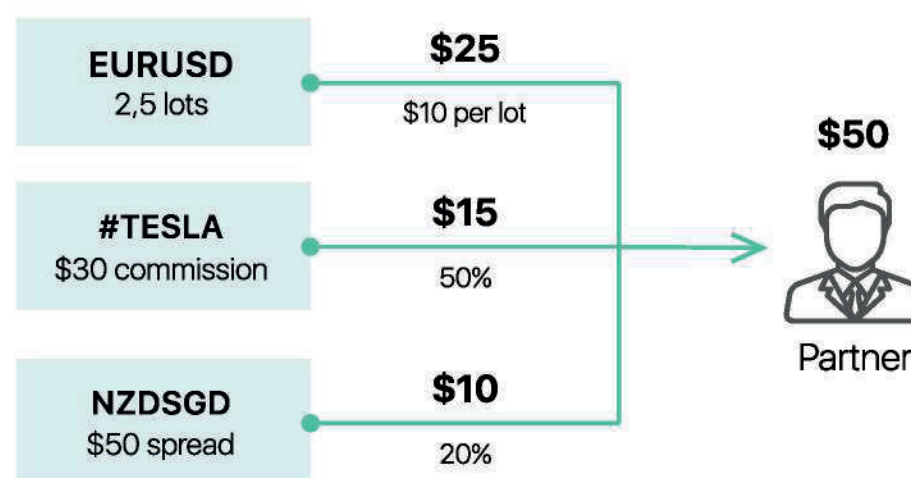 EURUSD
2,5 lots
$25
$10 per lot
#TESLA
$30 commission
$15
50%
NZDSGD
$50 spread
$10
20%
$50
Partner